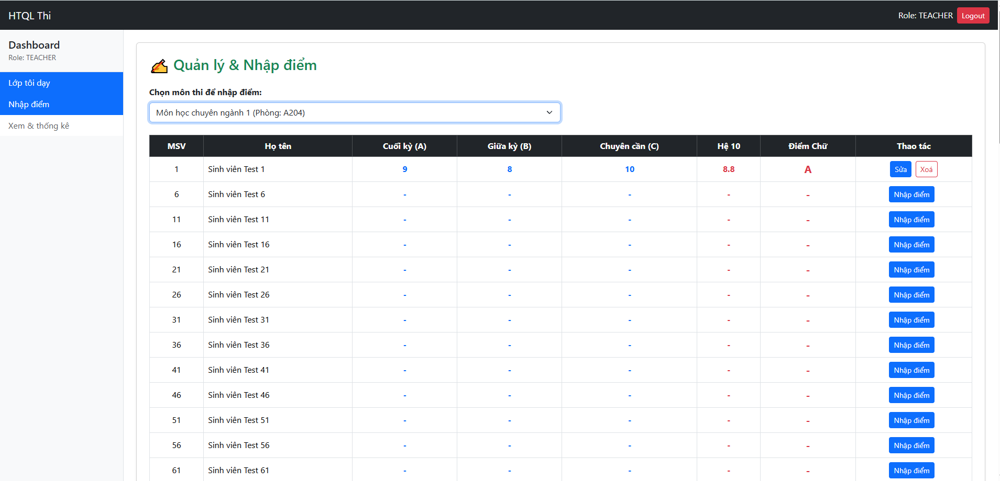 HTQL Thi
Role: TEACHER Logout
Dashboard
Role: TEACHER
Lớp tôi dạy
Nhập điểm
Xem & thống kê
Quản lý & Nhập điểm
Chọn môn thi để nhập điểm:
Môn học chuyên ngành 1 (Phòng: A204)
MSV Họ tên Cuối kỳ (A) Giữa kỳ (B) Chuyên cần (C) Hệ 10 Điểm Chữ Thao tác
1 Sinh viên Test 1 9 8 10 8.8 A Sửa Xoá
6 Sinh viên Test 6 - - - - - Nhập điểm
11 Sinh viên Test 11 - - - - - Nhập điểm
16 Sinh viên Test 16 - - - - - Nhập điểm
21 Sinh viên Test 21 - - - - - Nhập điểm
26 Sinh viên Test 26 - - - - - Nhập điểm
31 Sinh viên Test 31 - - - - - Nhập điểm
36 Sinh viên Test 36 - - - - - Nhập điểm
41 Sinh viên Test 41 - - - - - Nhập điểm
46 Sinh viên Test 46 - - - - - Nhập điểm
51 Sinh viên Test 51 - - - - - Nhập điểm
56 Sinh viên Test 56 - - - - - Nhập điểm
61 Sinh viên Test 61 - - - - - Nhập điểm